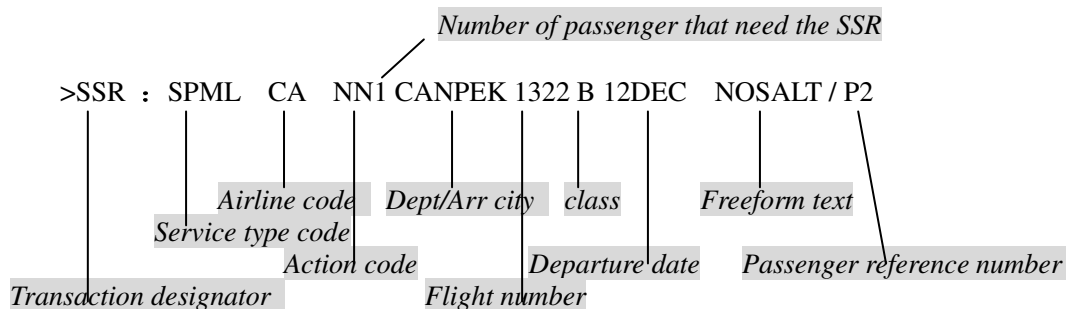 Number of passenger that need the SSR
>SSR : SPML CA NN1 CANPEK 1322 B 12DEC NOSALT / P2
Airline code Dept/Arr city class Freeform text
Service type code
Action code Departure date Passenger reference number
Transaction designator Flight number